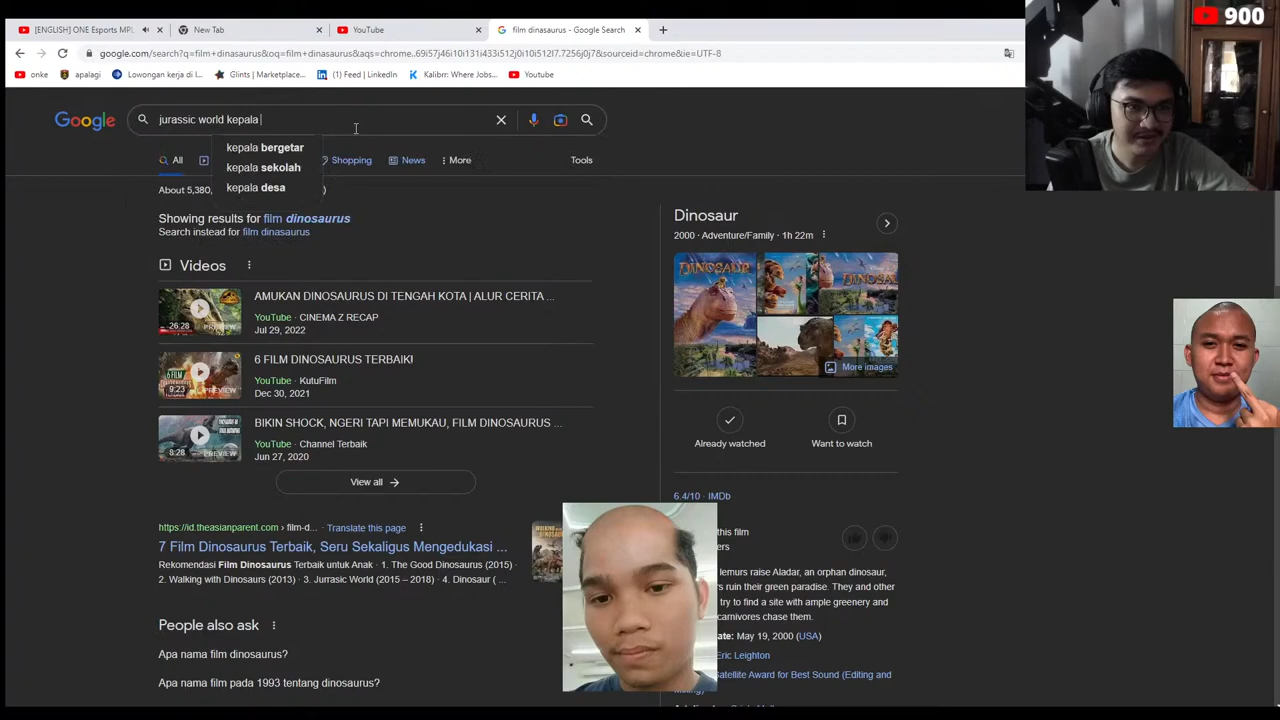 [ENGLISH] ONE Esports MPL
New Tab
YouTube
film dinasaurus - Google Search
900
google.com/search?q=film+dinasaurus&oq=film+dinasaurus&aqs=chrome..69i57j46i10i131i433i512j0i10i512l7.7256j0j7&sourceid=chrome&ie=UTF-8
onke
apalagi
Lowongan kerja di I...
Glints | Marketplace...
(1) Feed | LinkedIn
Kalibrr: Where Jobs...
Youtube
Google
jurassic world kepala
kepala bergetar
kepala sekolah
kepala desa
All
Shopping
News
More
Tools
About 5,380,
Showing results for film dinosaurus
Search instead for film dinasaurus
Videos
AMUKAN DINOSAURUS DI TENGAH KOTA | ALUR CERITA ...
YouTube · CINEMA Z RECAP
Jul 29, 2022
26:28
PREVIEW
6 FILM DINOSAURUS TERBAIK!
YouTube · KutuFilm
Dec 30, 2021
9:23
PREVIEW
BIKIN SHOCK, NGERI TAPI MEMUKAU, FILM DINOSAURUS ...
YouTube · Channel Terbaik
Jun 27, 2020
8:28
PREVIEW
View all
https://id.theasianparent.com › film-d...
Translate this page
7 Film Dinosaurus Terbaik, Seru Sekaligus Mengedukasi ...
Rekomendasi Film Dinosaurus Terbaik untuk Anak · 1. The Good Dinosaurus (2015) ·
2. Walking with Dinosaurs (2013) · 3. Jurrasic World (2015 – 2018) · 4. Dinosaur ( ...
People also ask
Apa nama film dinosaurus?
Apa nama film pada 1993 tentang dinosaurus?
Dinosaur
2000 · Adventure/Family · 1h 22m
DINOSAUR
More images
Already watched
Want to watch
6.4/10 · IMDb
this film
lemurs raise Aladar, an orphan dinosaur,
ruin their green paradise. They and other
try to find a site with ample greenery and
carnivores chase them.
May 19, 2000 (USA)
Eric Leighton
Satellite Award for Best Sound (Editing and